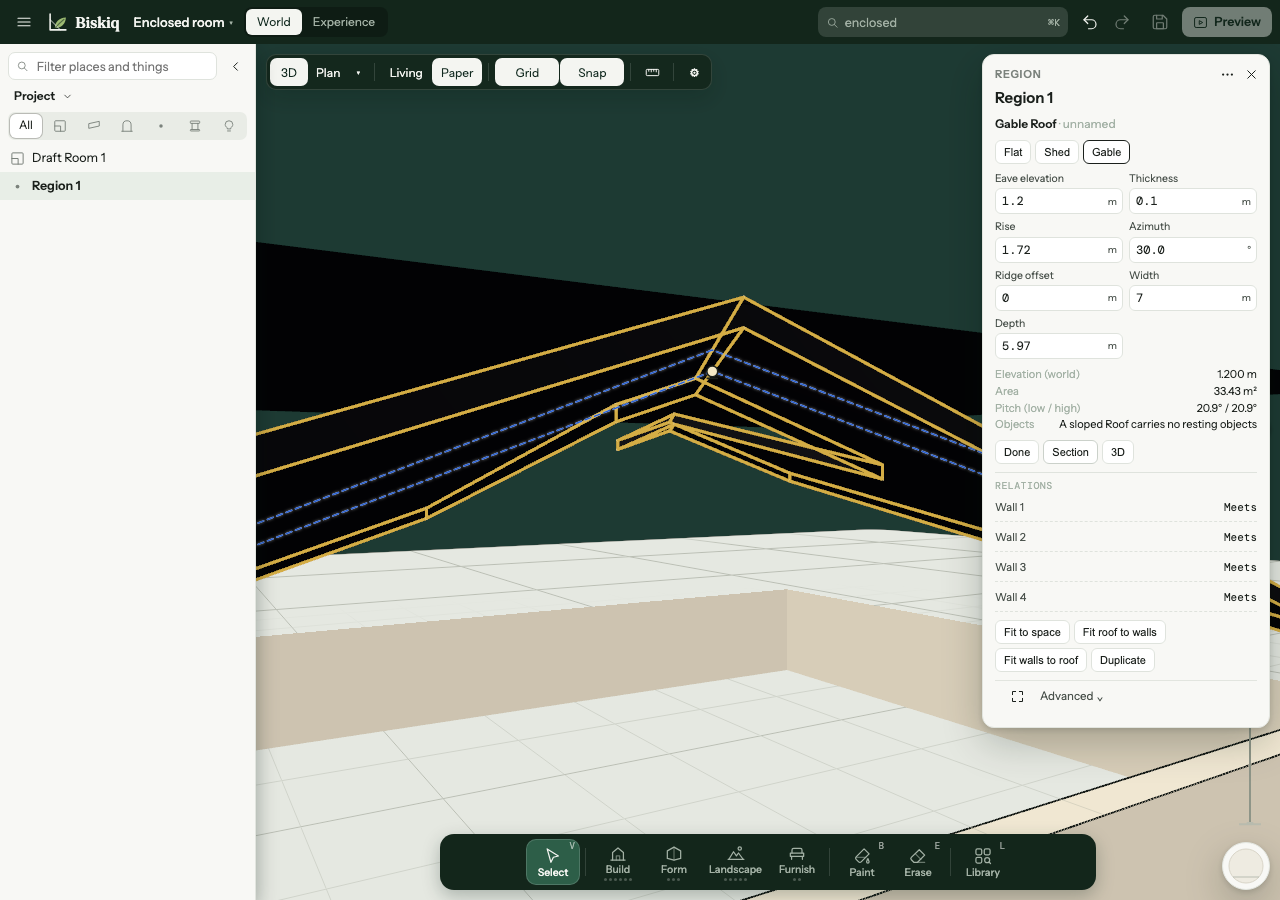 Biskiq
Enclosed room
World
Experience
enclosed
⌘K
Preview
Filter places and things
Project
All
Draft Room 1
Region 1
3D
Plan
Living
Paper
Grid
Snap
REGION
Region 1
Gable Roof · unnamed
Flat
Shed
Gable
Eave elevation
Thickness
1.2 m
0.1 m
Rise
Azimuth
1.72 m
30.0 °
Ridge offset
Width
0 m
7 m
Depth
5.97 m
Elevation (world) 1.200 m
Area 33.43 m²
Pitch (low / high) 20.9° / 20.9°
Objects A sloped Roof carries no resting objects
Done
Section
3D
RELATIONS
Wall 1 Meets
Wall 2 Meets
Wall 3 Meets
Wall 4 Meets
Fit to space
Fit roof to walls
Fit walls to roof
Duplicate
Advanced
V
Select
Build
Form
Landscape
Furnish
B
Paint
E
Erase
L
Library